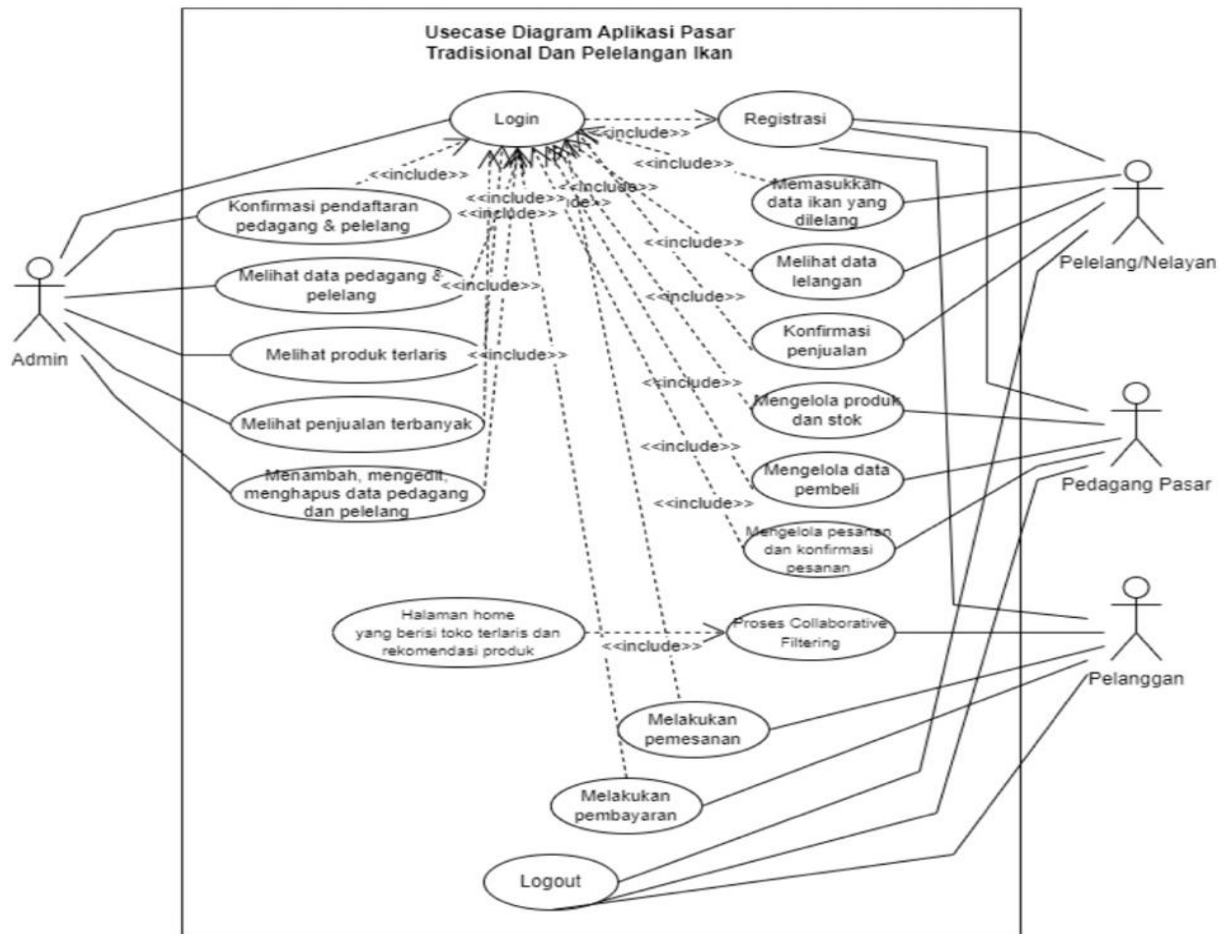 Usecase Diagram Aplikasi Pasar
Tradisional Dan Pelelangan Ikan
Login
<<include>>
Registrasi
<<include>>
Konfirmasi pendaftaran
pedagang & pelelang
<<include>>
<<include>>
<<include>>
Memasukkan
data ikan yang
dilelang
Pelelang/Nelayan
Melihat data pedagang &
pelelang
<<include>>
<<include>>
Melihat data
lelangan
Admin
Melihat produk terlaris
<<include>>
<<include>>
Konfirmasi
penjualan
Melihat penjualan terbanyak
<<include>>
Mengelola produk
dan stok
Pedagang Pasar
Menambah, mengedit,
menghapus data pedagang
dan pelelang
<<include>>
Mengelola data
pembeli
<<include>>
Mengelola pesanan
dan konfirmasi
pesanan
Halaman home
yang berisi toko terlaris dan
rekomendasi produk
<<include>>
Proses Collaborative
Filtering
Pelanggan
Melakukan
pemesanan
Melakukan
pembayaran
Logout